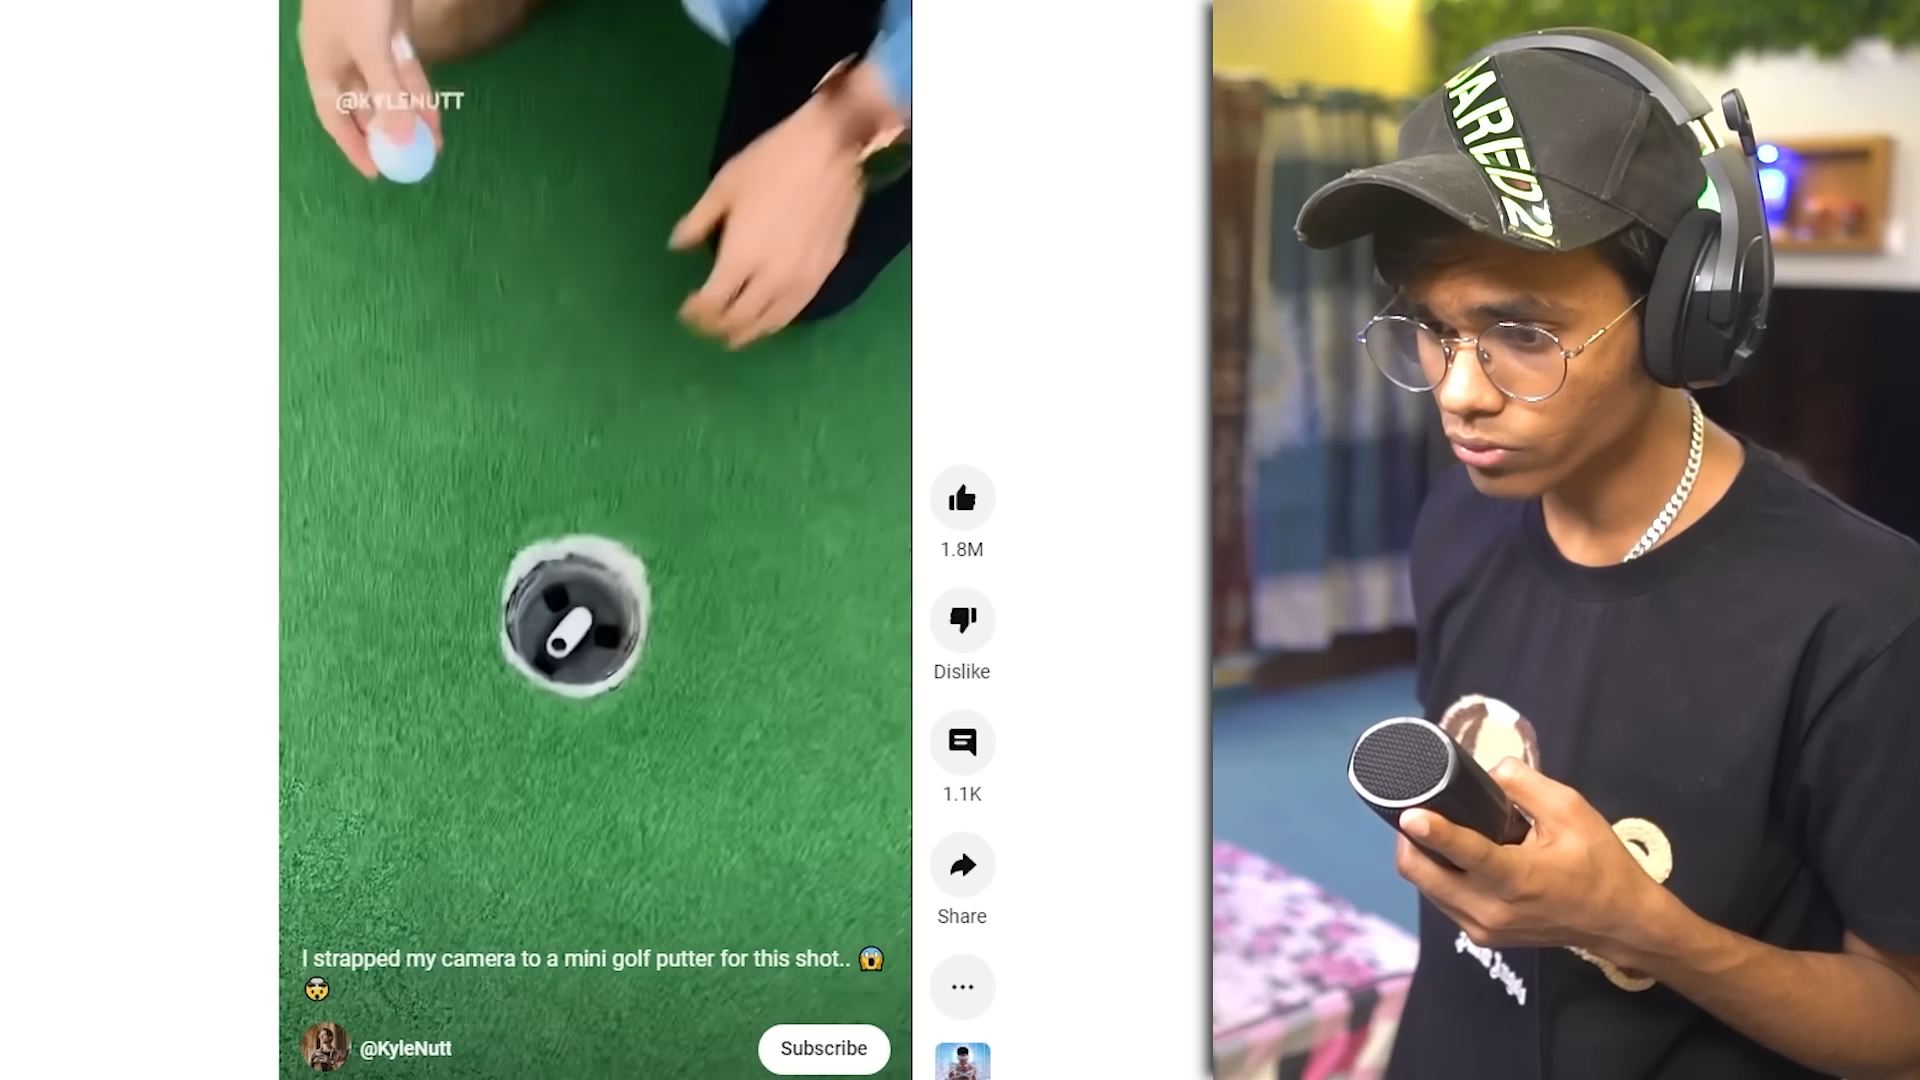 @KYLENUTT
I strapped my camera to a mini golf putter for this shot.. 😱
🤯
@KyleNutt
Subscribe
1.8M
Dislike
1.1K
Share